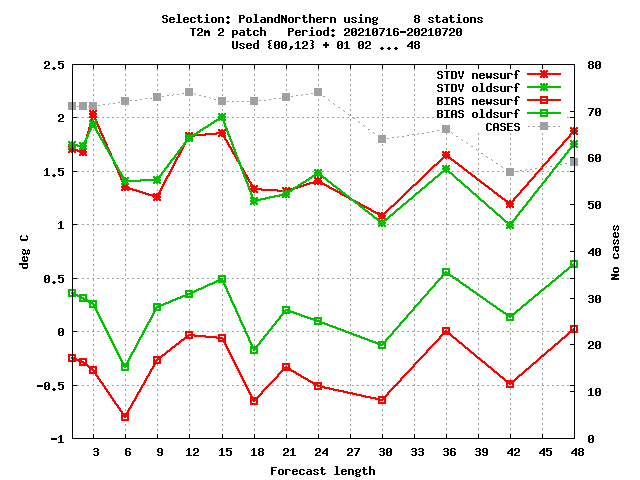 Selection: PolandNorthern using     8 stations
T2m 2 patch   Period: 20210716-20210720
Used {00,12} + 01 02 ... 48
STDV newsurf
STDV oldsurf
BIAS newsurf
BIAS oldsurf
CASES
deg C
2.5
2
1.5
1
0.5
0
-0.5
-1
No cases
80
70
60
50
40
30
20
10
0
3 6 9 12 15 18 21 24 27 30 33 36 39 42 45 48
Forecast length